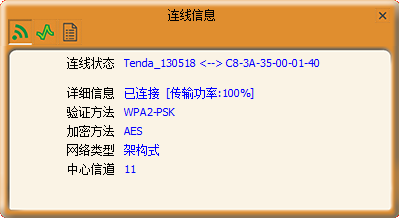 连线信息
连线状态 Tenda_130518 <--> C8-3A-35-00-01-40
详细信息 已连接 [传输功率:100%]
验证方法 WPA2-PSK
加密方法 AES
网络类型 架构式
中心信道 11